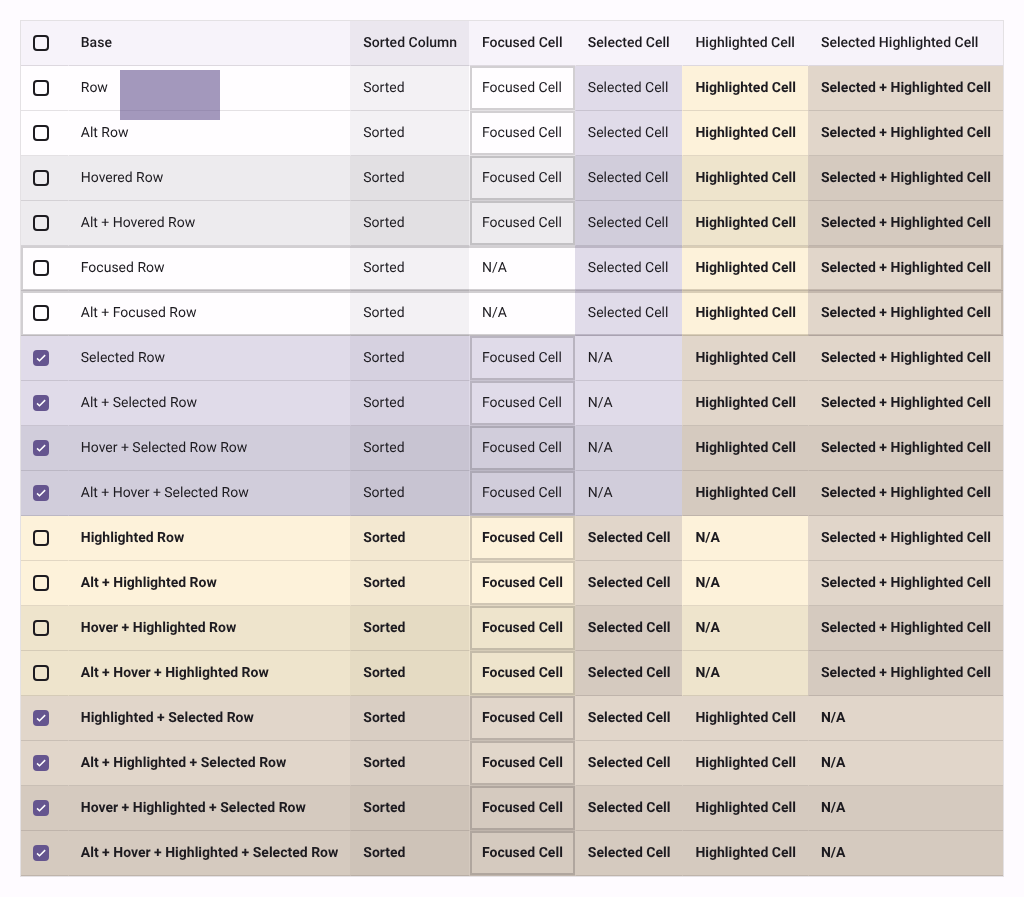 Base Sorted Column Focused Cell Selected Cell Highlighted Cell Selected Highlighted Cell
Row Sorted Focused Cell Selected Cell Highlighted Cell Selected + Highlighted Cell
Alt Row Sorted Focused Cell Selected Cell Highlighted Cell Selected + Highlighted Cell
Hovered Row Sorted Focused Cell Selected Cell Highlighted Cell Selected + Highlighted Cell
Alt + Hovered Row Sorted Focused Cell Selected Cell Highlighted Cell Selected + Highlighted Cell
Focused Row Sorted N/A Selected Cell Highlighted Cell Selected + Highlighted Cell
Alt + Focused Row Sorted N/A Selected Cell Highlighted Cell Selected + Highlighted Cell
Selected Row Sorted Focused Cell N/A Highlighted Cell Selected + Highlighted Cell
Alt + Selected Row Sorted Focused Cell N/A Highlighted Cell Selected + Highlighted Cell
Hover + Selected Row Row Sorted Focused Cell N/A Highlighted Cell Selected + Highlighted Cell
Alt + Hover + Selected Row Sorted Focused Cell N/A Highlighted Cell Selected + Highlighted Cell
Highlighted Row Sorted Focused Cell Selected Cell N/A Selected + Highlighted Cell
Alt + Highlighted Row Sorted Focused Cell Selected Cell N/A Selected + Highlighted Cell
Hover + Highlighted Row Sorted Focused Cell Selected Cell N/A Selected + Highlighted Cell
Alt + Hover + Highlighted Row Sorted Focused Cell Selected Cell N/A Selected + Highlighted Cell
Highlighted + Selected Row Sorted Focused Cell Selected Cell Highlighted Cell N/A
Alt + Highlighted + Selected Row Sorted Focused Cell Selected Cell Highlighted Cell N/A
Hover + Highlighted + Selected Row Sorted Focused Cell Selected Cell Highlighted Cell N/A
Alt + Hover + Highlighted + Selected Row Sorted Focused Cell Selected Cell Highlighted Cell N/A